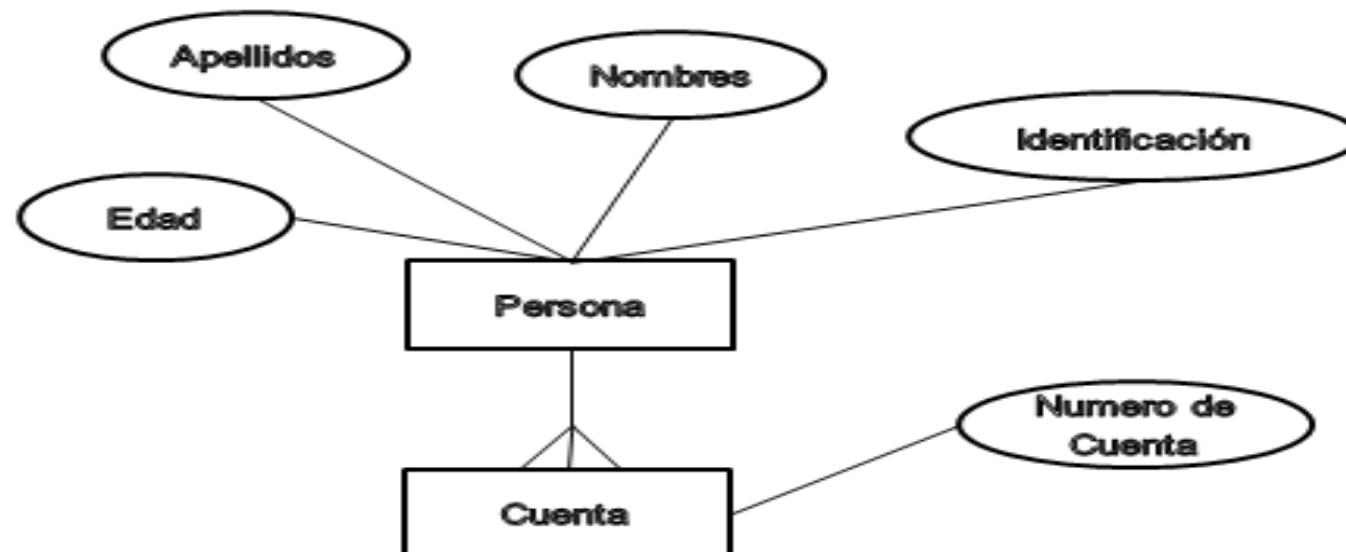 Apellidos
Nombres
Identificación
Edad
Persona
Numero de
Cuenta
Cuenta